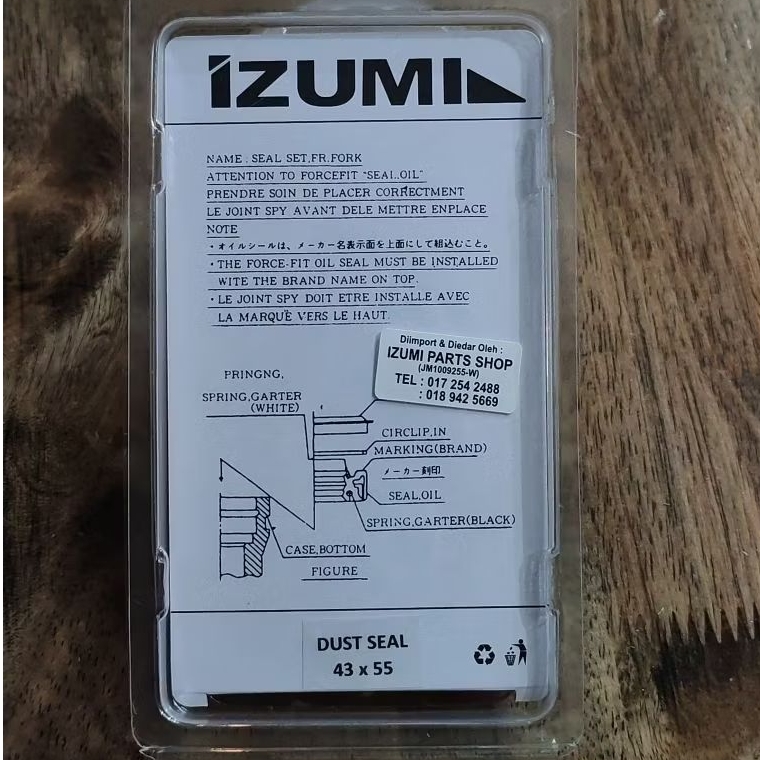 IZUMI
NAME : SEAL SET,FR.FORK
ATTENTION TO FORCEFIT "SEAL.OIL"
PRENDRE SOIN DE PLACER CORRECTMENT
LE JOINT SPY AVANT DELE METTRE ENPLACE
NOTE
・オイルシールは、メーカー名表示面を上面にして組込むこと。
・THE FORCE-FIT OIL SEAL MUST BE INSTALLED
WITE THE BRAND NAME ON TOP.
・LE JOINT SPY DOIT ETRE INSTALLE AVEC
LA MARQUE VERS LE HAUT.
Diimport & Diedar Oleh :
IZUMI PARTS SHOP
(JM1009255-W)
TEL : 017 254 2488
: 018 942 5669
PRINGNG,
SPRING,GARTER
(WHITE)
CIRCLIP,IN
MARKING(BRAND)
メーカー刻印
SEAL,OIL
SPRING,GARTER(BLACK)
CASE,BOTTOM
FIGURE
DUST SEAL
43 x 55